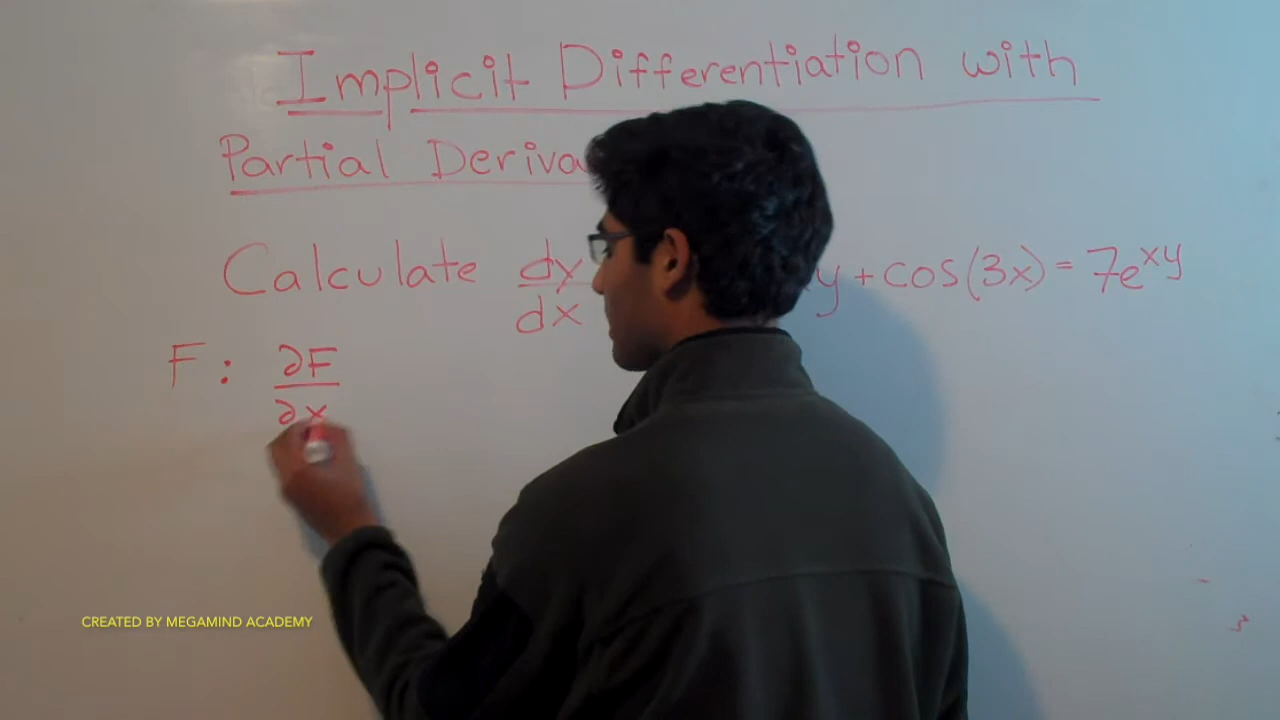 Implicit Differentiation with
Partial Deriva
Calculate dy/dx y + cos(3x) = 7e^xy
F : ∂F/∂x
CREATED BY MEGAMIND ACADEMY